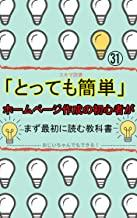 ㉛
スキマ読書
「とっても簡単」
ホームページ作成の初心者が
まず最初に読む教科書
おじいちゃんでもできる！